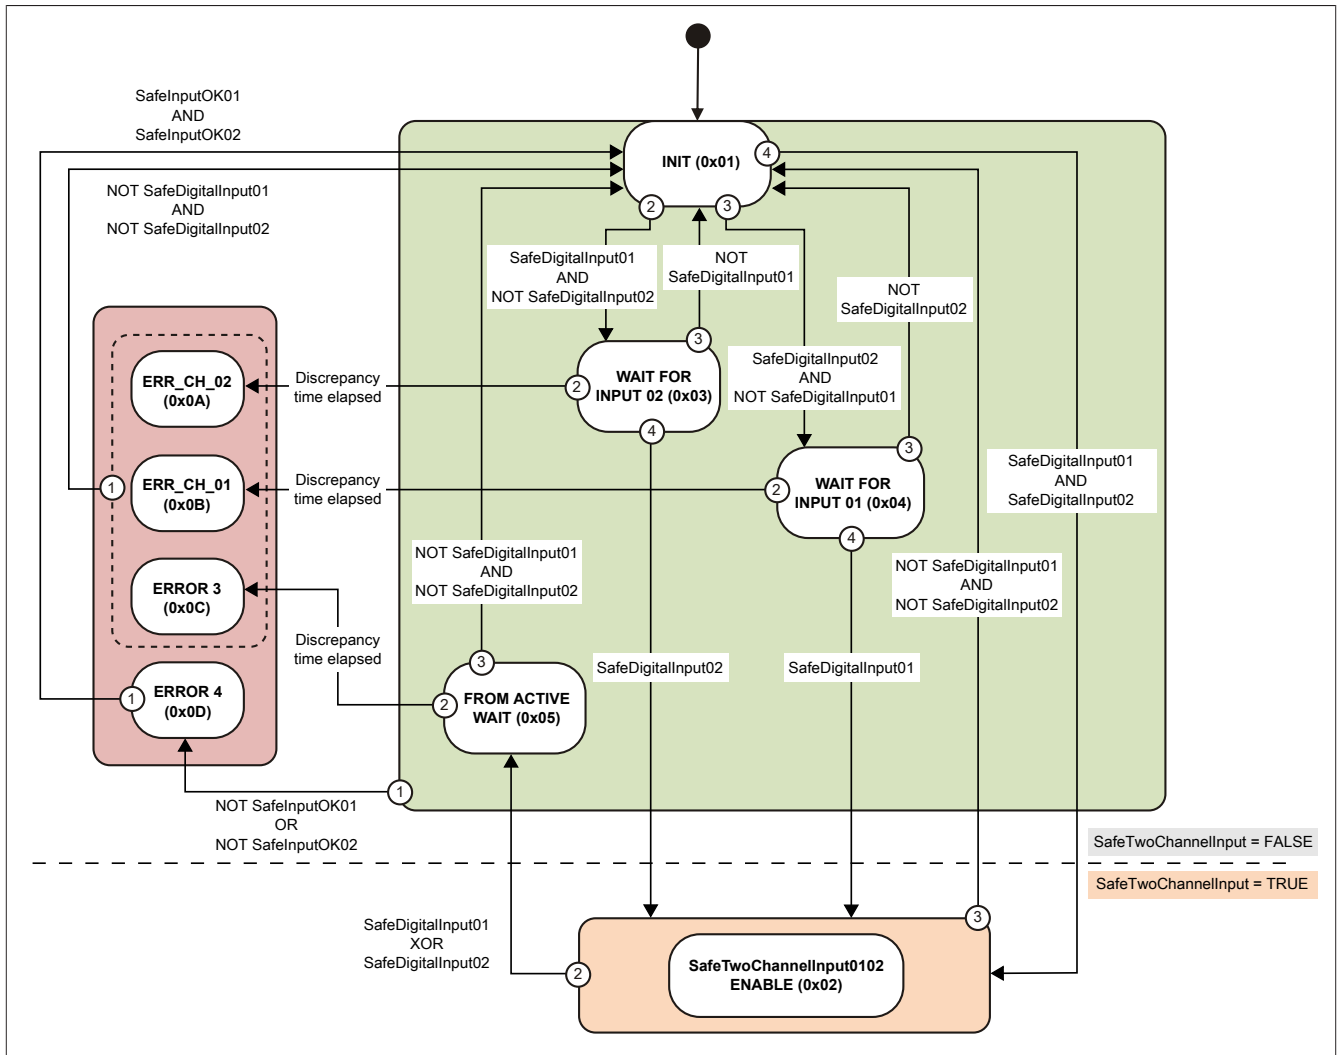 SafeInputOK01
AND
SafeInputOK02
INIT (0x01)
4
NOT SafeDigitalInput01
AND
NOT SafeDigitalInput02
2
3
SafeDigitalInput01
AND
NOT SafeDigitalInput02
NOT
SafeDigitalInput01
NOT
SafeDigitalInput02
3
WAIT FOR
INPUT 02 (0x03)
2
4
SafeDigitalInput02
AND
NOT SafeDigitalInput01
ERR_CH_02
(0x0A)
Discrepancy
time elapsed
3
WAIT FOR
INPUT 01 (0x04)
2
4
SafeDigitalInput01
AND
SafeDigitalInput02
1
ERR_CH_01
(0x0B)
Discrepancy
time elapsed
NOT SafeDigitalInput01
AND
NOT SafeDigitalInput02
NOT SafeDigitalInput01
AND
NOT SafeDigitalInput02
ERROR 3
(0x0C)
Discrepancy
time elapsed
3
SafeDigitalInput02
SafeDigitalInput01
1
ERROR 4
(0x0D)
2
FROM ACTIVE
WAIT (0x05)
1
NOT SafeInputOK01
OR
NOT SafeInputOK02
SafeTwoChannelInput = FALSE
SafeTwoChannelInput = TRUE
SafeDigitalInput01
XOR
SafeDigitalInput02
3
2
SafeTwoChannelInput0102
ENABLE (0x02)